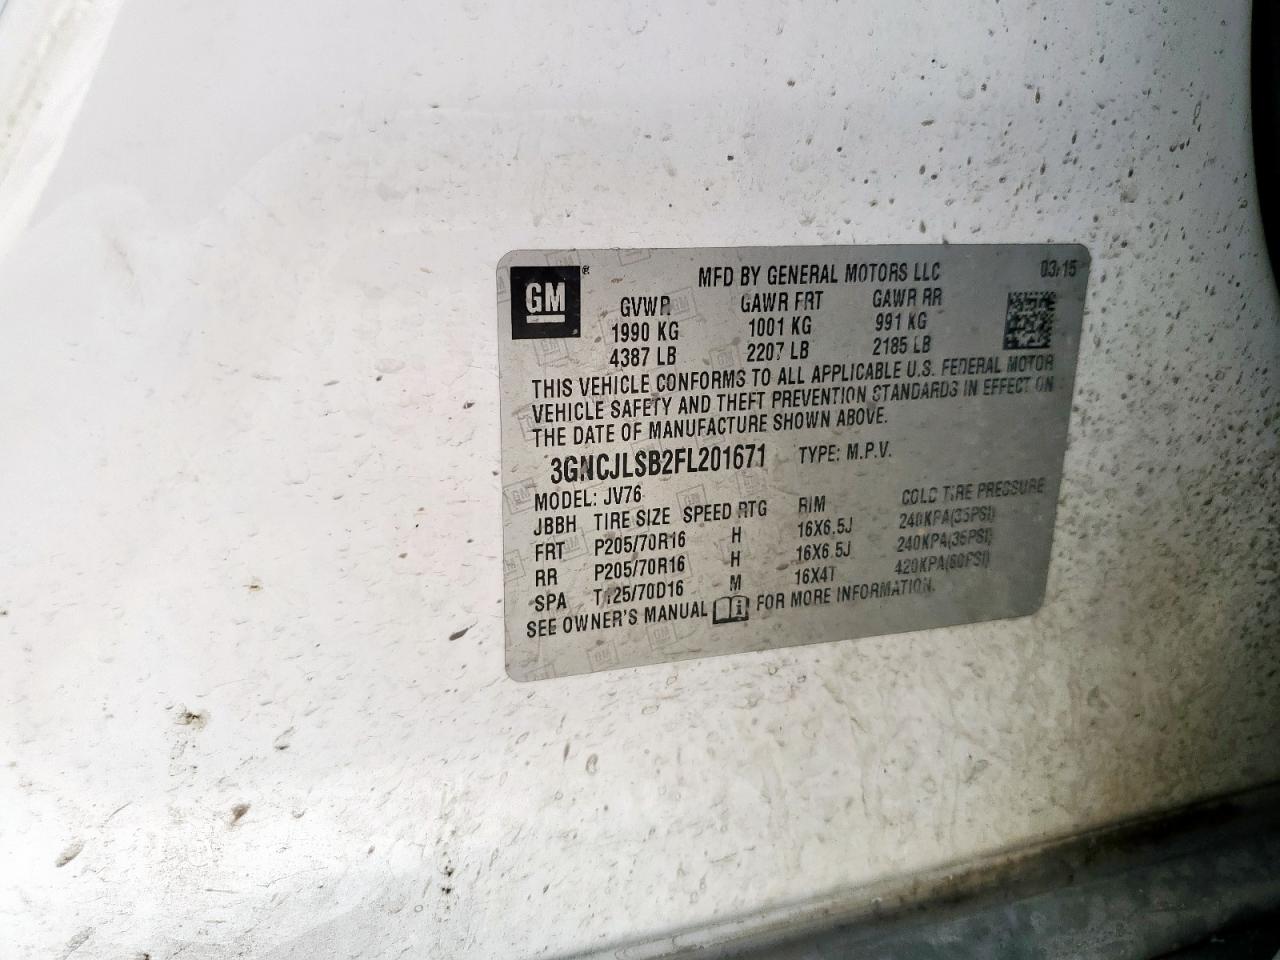 GM ® MFD BY GENERAL MOTORS LLC 03/15
GVWR GAWR FRT GAWR RR
1990 KG 1001 KG 991 KG
4387 LB 2207 LB 2185 LB
THIS VEHICLE CONFORMS TO ALL APPLICABLE U.S. FEDERAL MOTOR
VEHICLE SAFETY AND THEFT PREVENTION STANDARDS IN EFFECT ON
THE DATE OF MANUFACTURE SHOWN ABOVE.
3GNCJLSB2FL201671 TYPE: M.P.V.
MODEL: JV76
JBBH TIRE SIZE SPEED RTG RIM COLD TIRE PRESSURE
FRT P205/70R16 H 16X6.5J 240KPA(35PSI)
RR P205/70R16 H 16X6.5J 240KPA(35PSI)
SPA T125/70D16 M 16X4T 420KPA(60PSI)
SEE OWNER'S MANUAL FOR MORE INFORMATION.